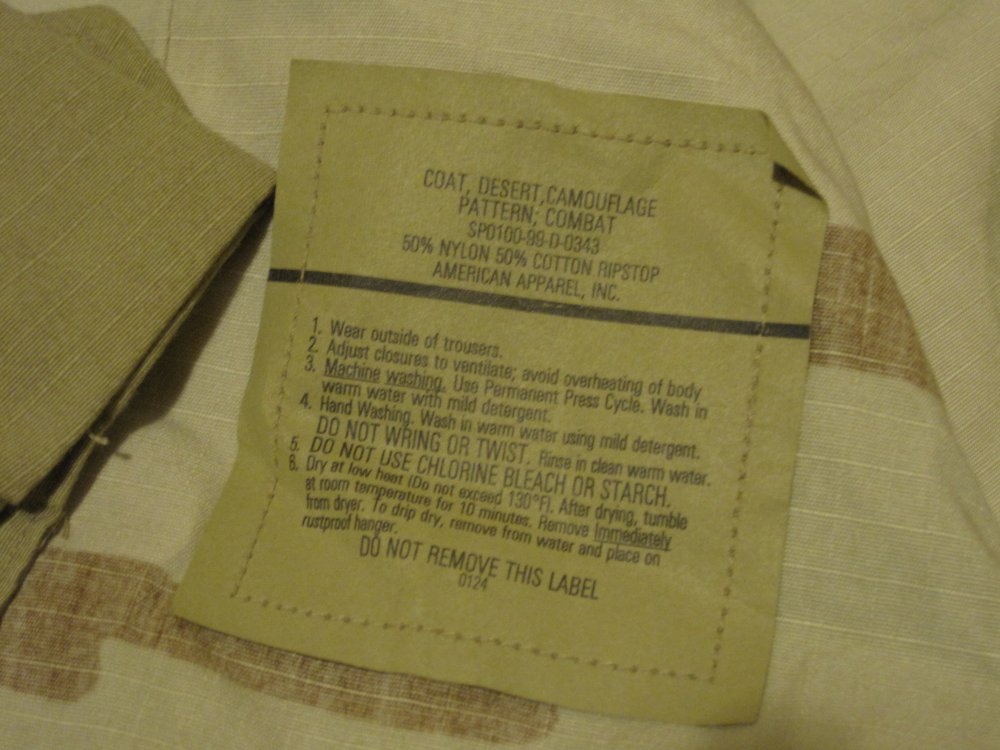 COAT, DESERT, CAMOUFLAGE
PATTERN; COMBAT
SP0100-99-D-0343
50% NYLON 50% COTTON RIPSTOP
AMERICAN APPAREL, INC.
1. Wear outside of trousers.
2. Adjust closures to ventilate; avoid overheating of body
3. Machine washing. Use Permanent Press Cycle. Wash in
warm water with mild detergent.
4. Hand Washing. Wash in warm water using mild detergent.
DO NOT WRING OR TWIST. Rinse in clean warm water.
5. DO NOT USE CHLORINE BLEACH OR STARCH.
6. Dry at low heat (Do not exceed 130°F). After drying, tumble
at room temperature for 10 minutes. Remove Immediately
from dryer. To drip dry, remove from water and place on
rustproof hanger.
DO NOT REMOVE THIS LABEL
0124